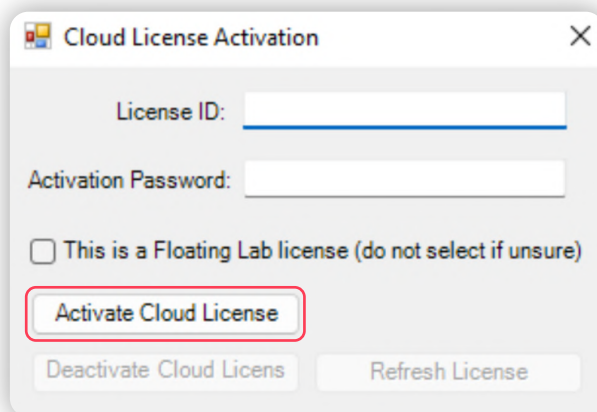 Cloud License Activation
License ID:
Activation Password:
This is a Floating Lab license (do not select if unsure)
Activate Cloud License
Deactivate Cloud Licens Refresh License